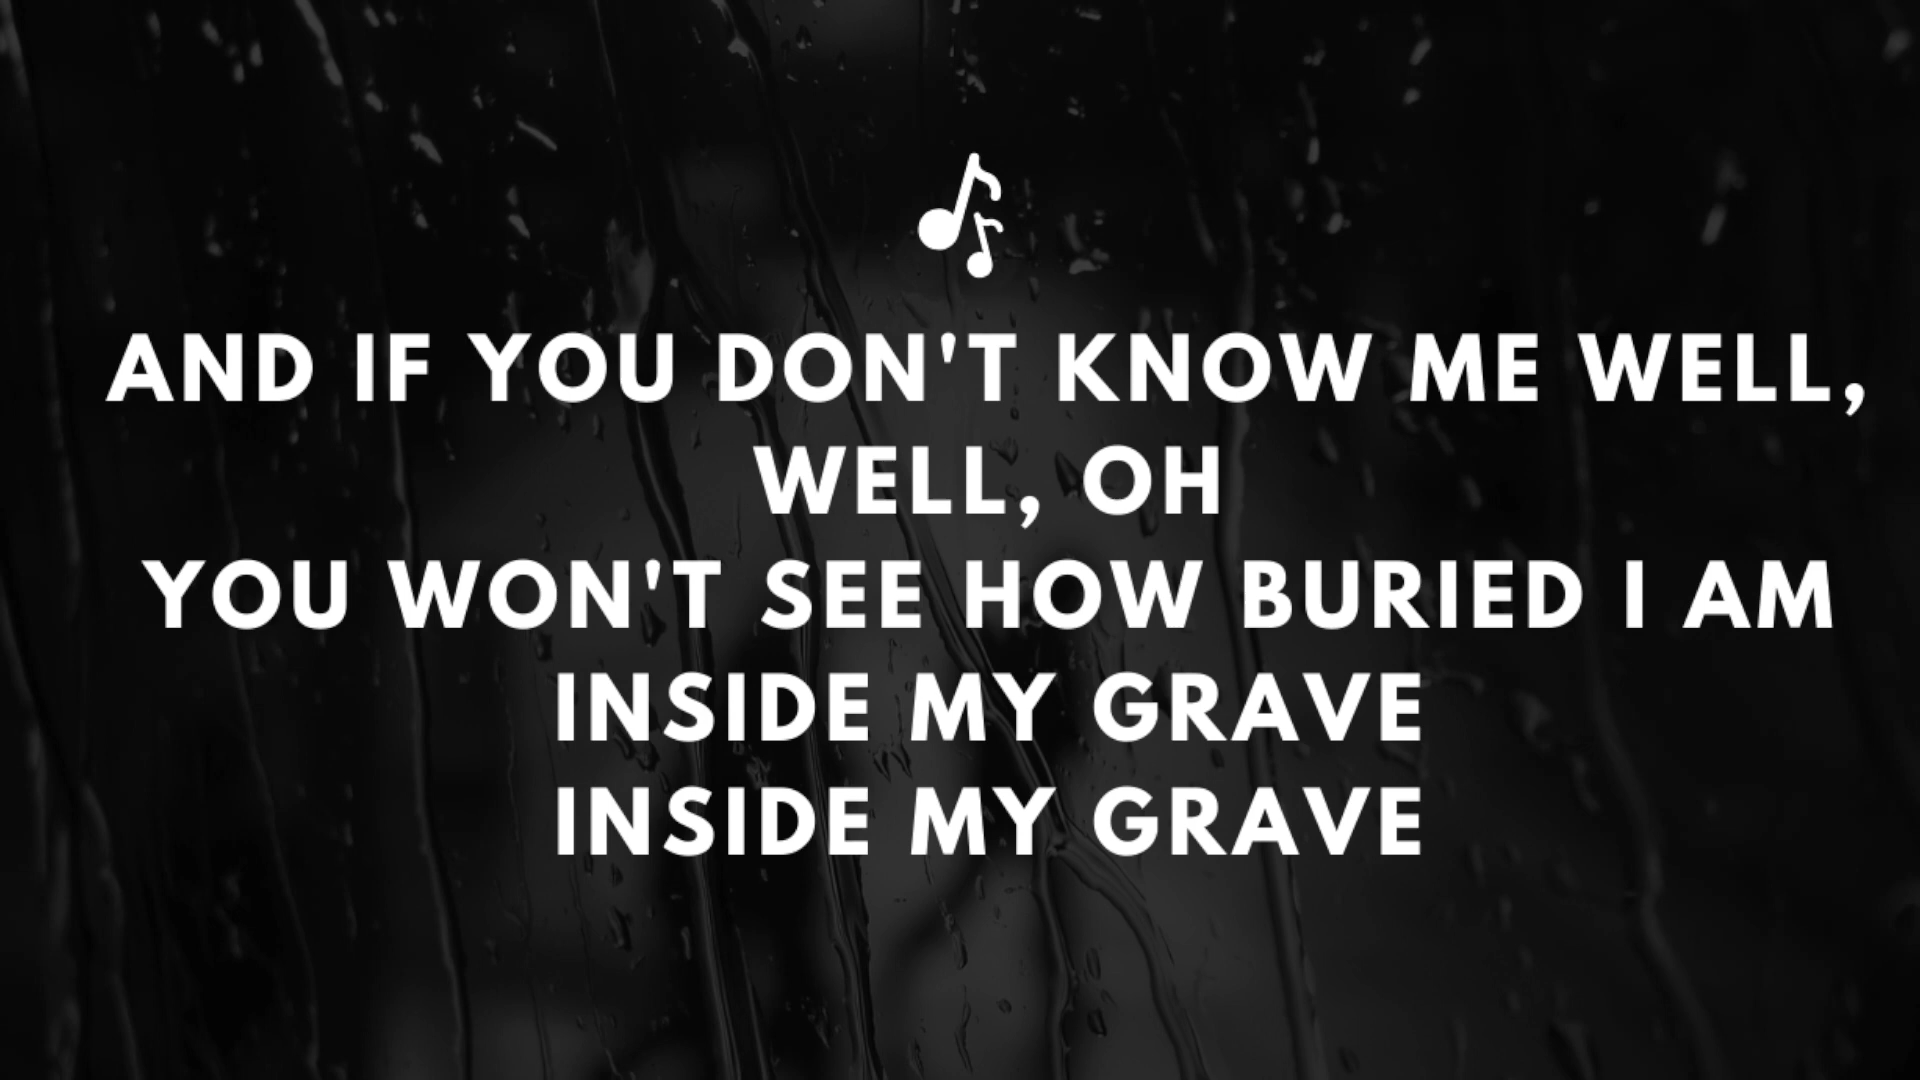 AND IF YOU DON'T KNOW ME WELL,
WELL, OH
YOU WON'T SEE HOW BURIED I AM
INSIDE MY GRAVE
INSIDE MY GRAVE